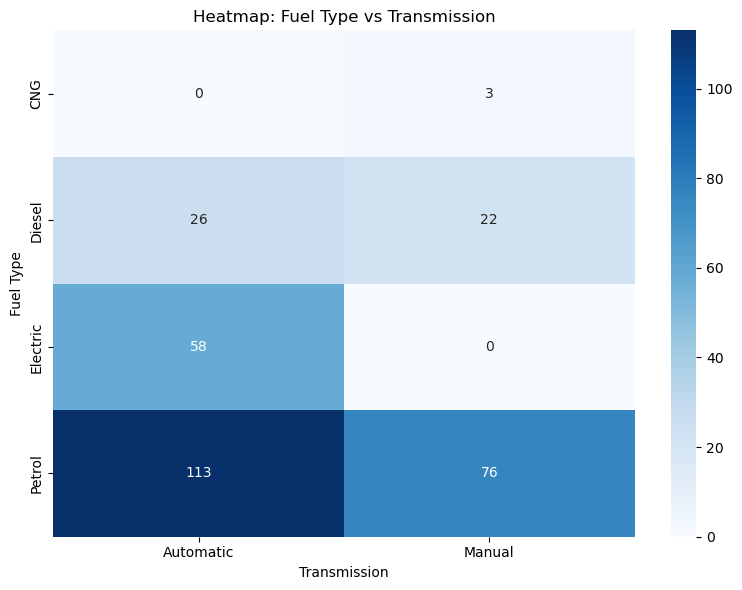 Heatmap: Fuel Type vs Transmission
Fuel Type
CNG
0
3
Diesel
26
22
Electric
58
0
Petrol
113
76
Automatic
Manual
Transmission
100
80
60
40
20
0